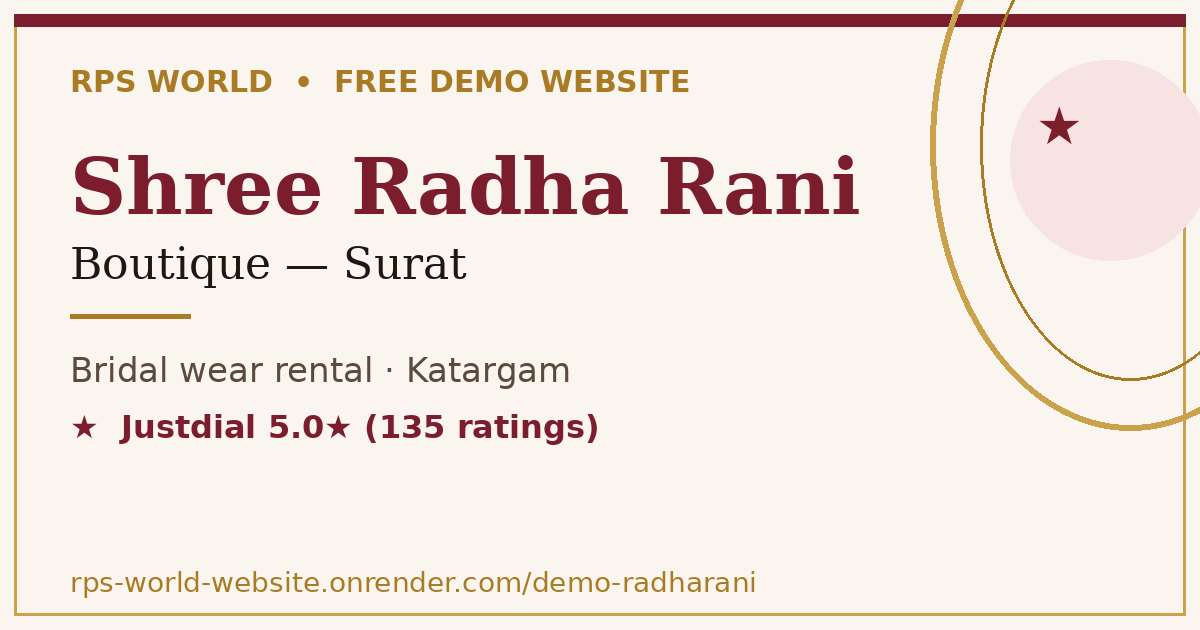 RPS WORLD • FREE DEMO WEBSITE
Shree Radha Rani
Boutique — Surat
Bridal wear rental · Katargam
★ Justdial 5.0★ (135 ratings)
rps-world-website.onrender.com/demo-radharani